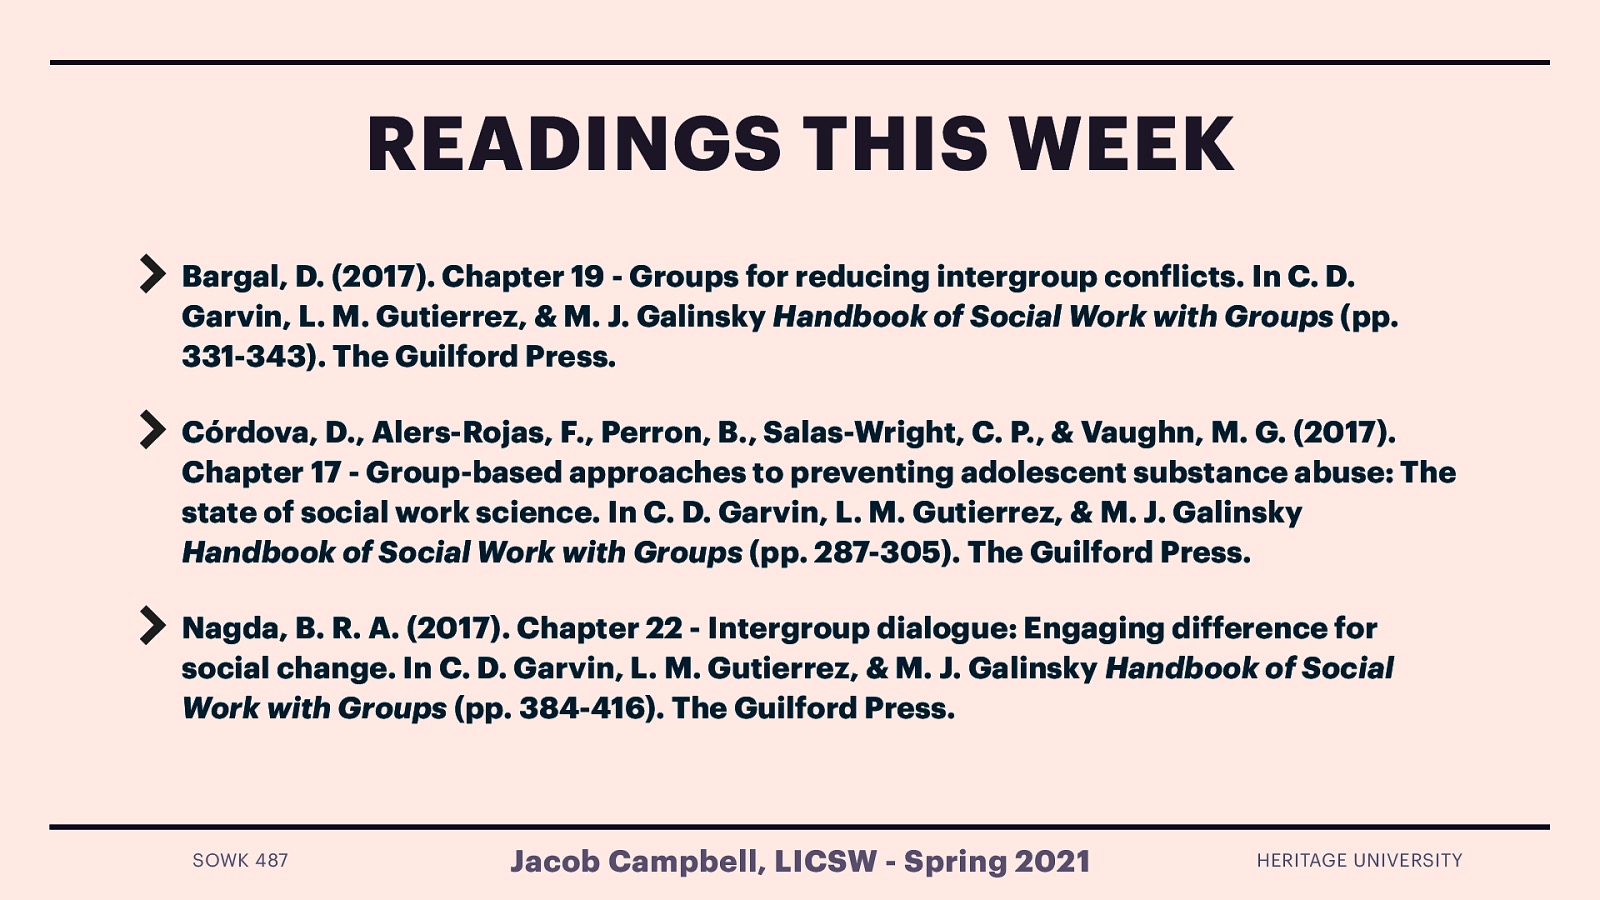 READINGS THIS WEEK
Bargal, D. (2017). Chapter 19 - Groups for reducing intergroup conflicts. In C. D.
Garvin, L. M. Gutierrez, & M. J. Galinsky Handbook of Social Work with Groups (pp.
331-343). The Guilford Press.
Córdova, D., Alers-Rojas, F., Perron, B., Salas-Wright, C. P., & Vaughn, M. G. (2017).
Chapter 17 - Group-based approaches to preventing adolescent substance abuse: The
state of social work science. In C. D. Garvin, L. M. Gutierrez, & M. J. Galinsky
Handbook of Social Work with Groups (pp. 287-305). The Guilford Press.
Nagda, B. R. A. (2017). Chapter 22 - Intergroup dialogue: Engaging difference for
social change. In C. D. Garvin, L. M. Gutierrez, & M. J. Galinsky Handbook of Social
Work with Groups (pp. 384-416). The Guilford Press.
SOWK 487
Jacob Campbell, LICSW - Spring 2021
HERITAGE UNIVERSITY